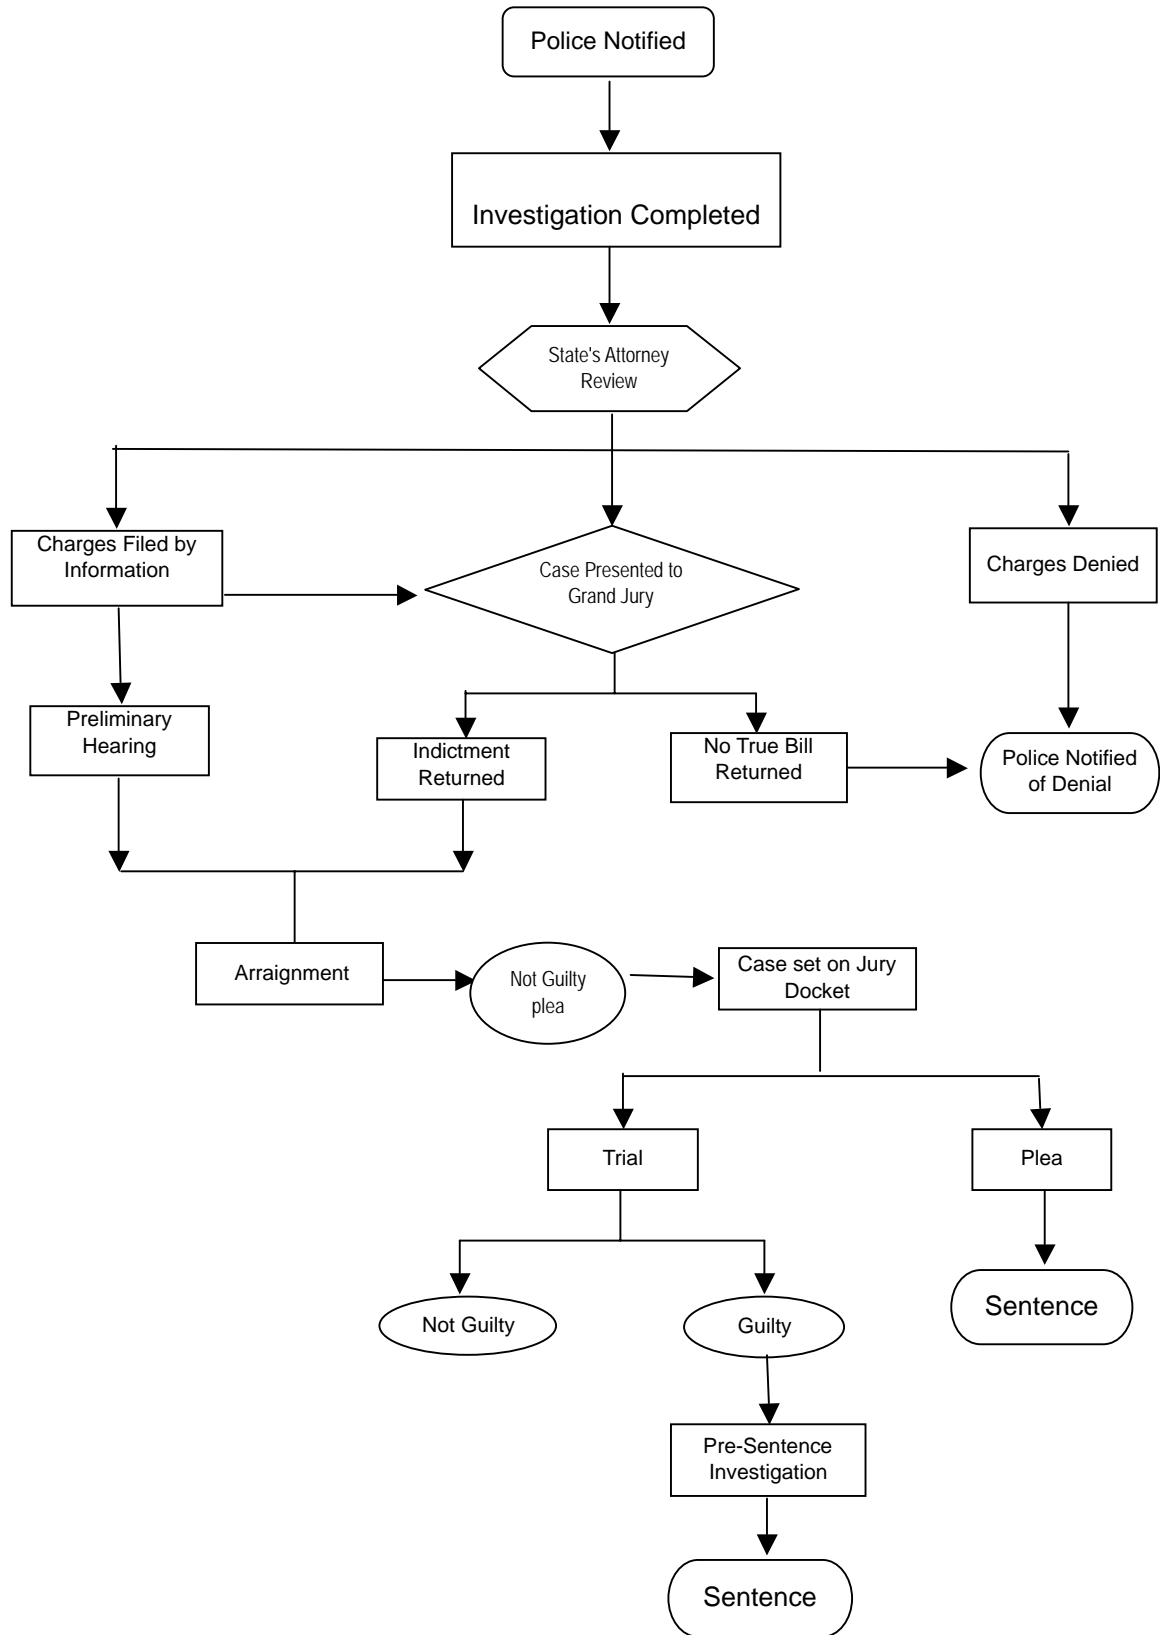 Police Notified
Investigation Completed
State's Attorney
Review
Charges Filed by
Information
Case Presented to
Grand Jury
Charges Denied
Preliminary
Hearing
Indictment
Returned
No True Bill
Returned
Police Notified
of Denial
Arraignment
Not Guilty
plea
Case set on Jury
Docket
Trial
Plea
Not Guilty
Guilty
Sentence
Pre-Sentence
Investigation
Sentence